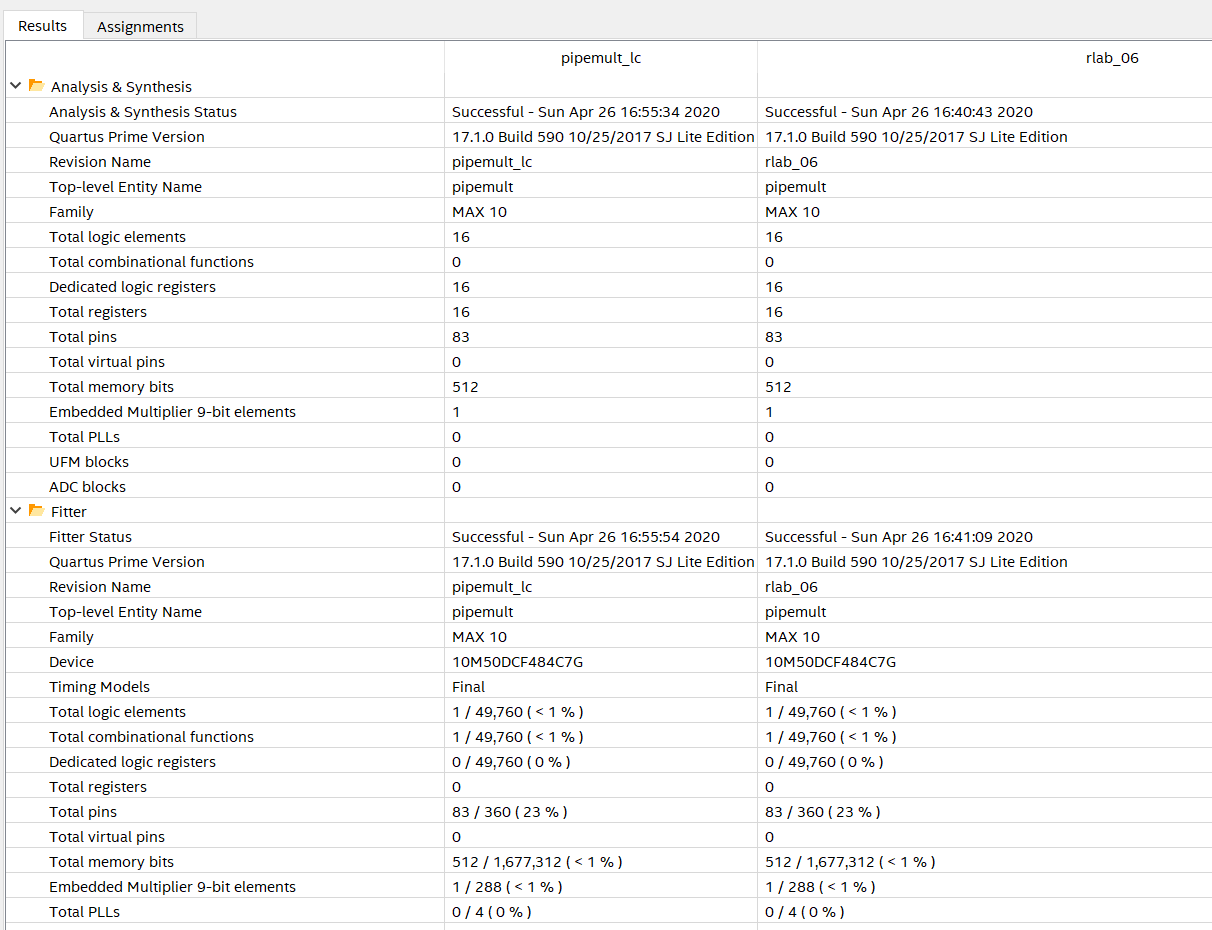 Results Assignments
pipemult_lc rlab_06
Analysis & Synthesis
Analysis & Synthesis Status Successful - Sun Apr 26 16:55:34 2020 Successful - Sun Apr 26 16:40:43 2020
Quartus Prime Version 17.1.0 Build 590 10/25/2017 SJ Lite Edition 17.1.0 Build 590 10/25/2017 SJ Lite Edition
Revision Name pipemult_lc rlab_06
Top-level Entity Name pipemult pipemult
Family MAX 10 MAX 10
Total logic elements 16 16
Total combinational functions 0 0
Dedicated logic registers 16 16
Total registers 16 16
Total pins 83 83
Total virtual pins 0 0
Total memory bits 512 512
Embedded Multiplier 9-bit elements 1 1
Total PLLs 0 0
UFM blocks 0 0
ADC blocks 0 0
Fitter
Fitter Status Successful - Sun Apr 26 16:55:54 2020 Successful - Sun Apr 26 16:41:09 2020
Quartus Prime Version 17.1.0 Build 590 10/25/2017 SJ Lite Edition 17.1.0 Build 590 10/25/2017 SJ Lite Edition
Revision Name pipemult_lc rlab_06
Top-level Entity Name pipemult pipemult
Family MAX 10 MAX 10
Device 10M50DCF484C7G 10M50DCF484C7G
Timing Models Final Final
Total logic elements 1 / 49,760 ( < 1 % ) 1 / 49,760 ( < 1 % )
Total combinational functions 1 / 49,760 ( < 1 % ) 1 / 49,760 ( < 1 % )
Dedicated logic registers 0 / 49,760 ( 0 % ) 0 / 49,760 ( 0 % )
Total registers 0 0
Total pins 83 / 360 ( 23 % ) 83 / 360 ( 23 % )
Total virtual pins 0 0
Total memory bits 512 / 1,677,312 ( < 1 % ) 512 / 1,677,312 ( < 1 % )
Embedded Multiplier 9-bit elements 1 / 288 ( < 1 % ) 1 / 288 ( < 1 % )
Total PLLs 0 / 4 ( 0 % ) 0 / 4 ( 0 % )